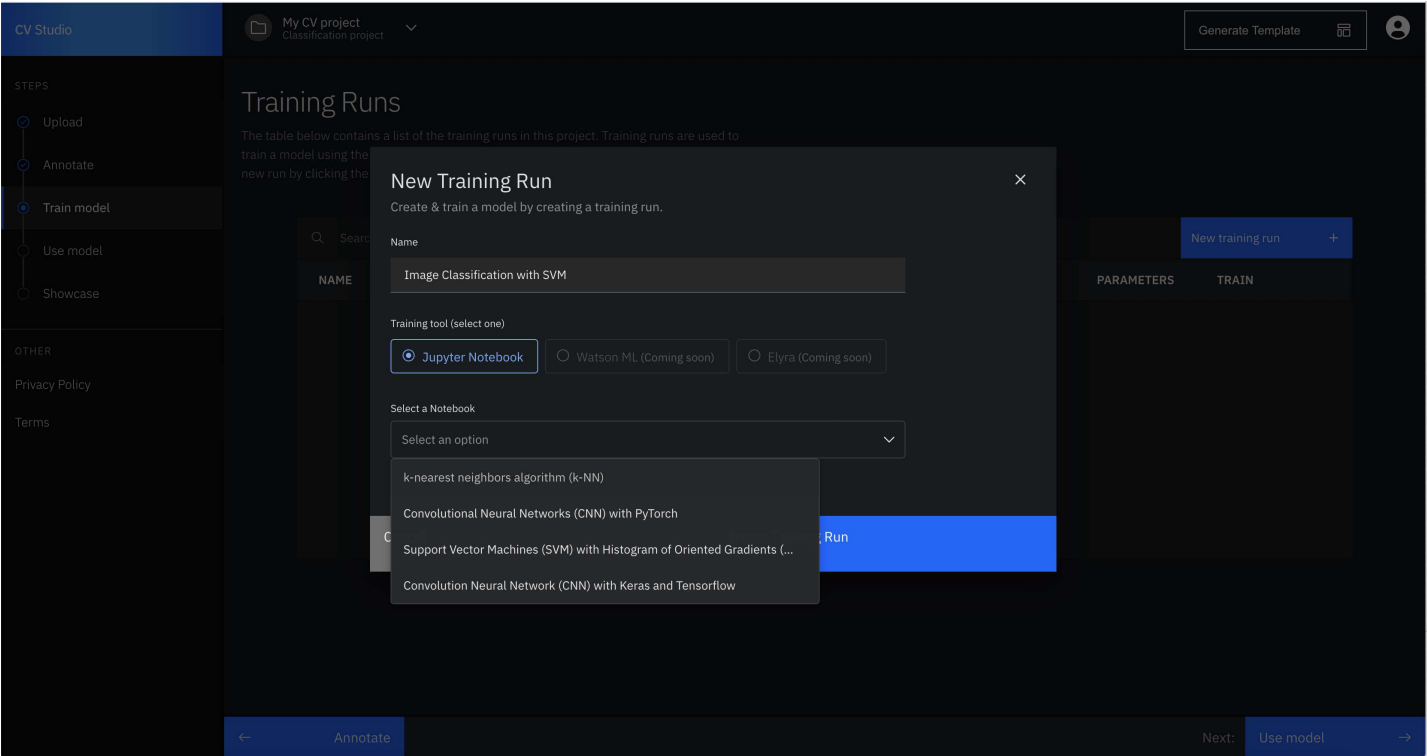 CV Studio
My CV project
Classification project
Generate Template
STEPS
Upload
Annotate
Train model
Use model
Showcase
OTHER
Privacy Policy
Terms
Training Runs
The table below contains a list of the training runs in this project. Training runs are used to
train a model using the
new run by clicking the
New training run +
NAME
PARAMETERS
TRAIN
New Training Run
Create & train a model by creating a training run.
Name
Image Classification with SVM
Training tool (select one)
Jupyter Notebook
Watson ML (Coming soon)
Elyra (Coming soon)
Select a Notebook
Select an option
k-nearest neighbors algorithm (k-NN)
Convolutional Neural Networks (CNN) with PyTorch
Support Vector Machines (SVM) with Histogram of Oriented Gradients (...
Convolution Neural Network (CNN) with Keras and Tensorflow
Run
← Annotate
Next: Use model →